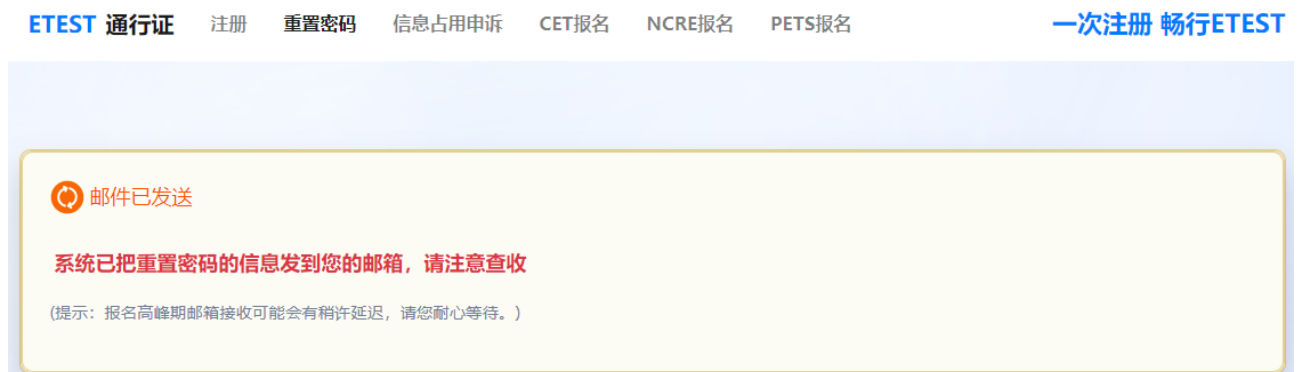 ETEST 通行证 注册 重置密码 信息占用申诉 CET报名 NCRE报名 PETS报名 一次注册 畅行ETEST
邮件已发送
系统已把重置密码的信息发到您的邮箱，请注意查收
(提示：报名高峰期邮箱接收可能会有稍许延迟，请您耐心等待。)